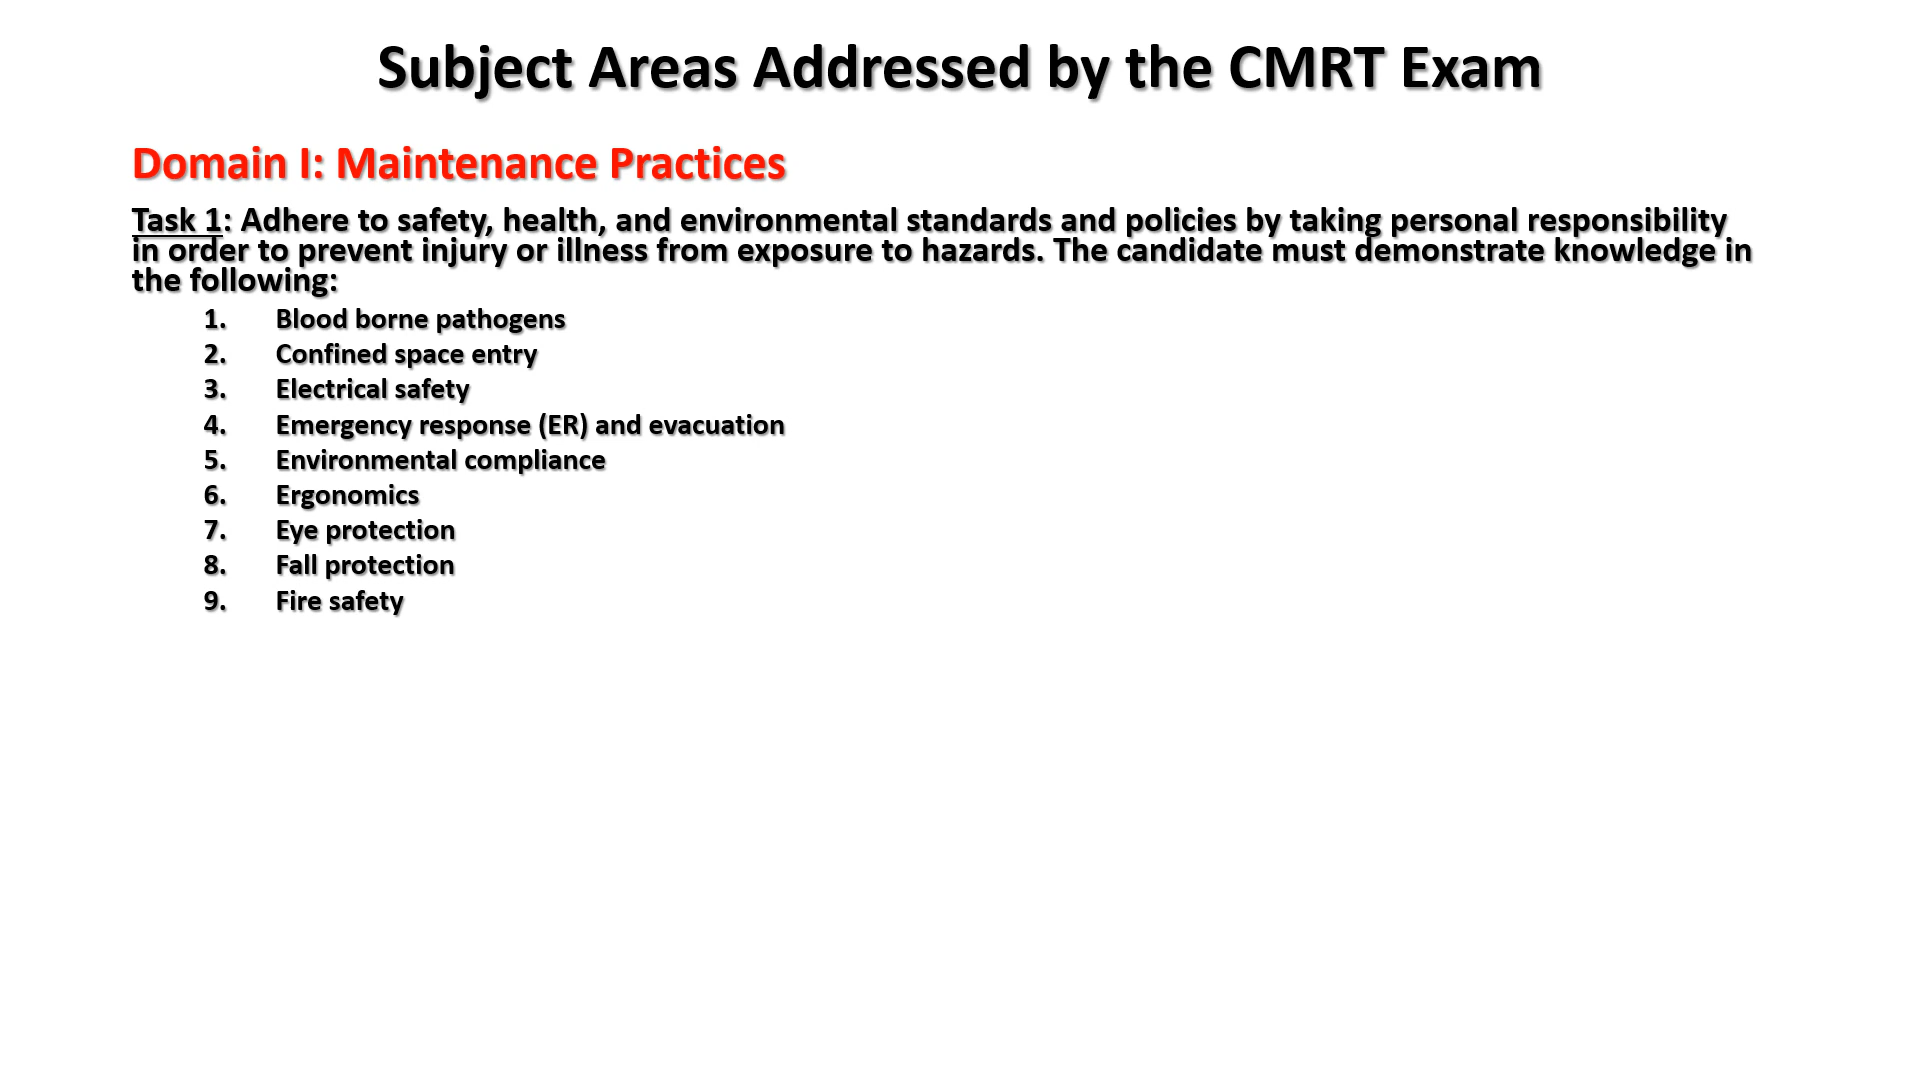 Subject Areas Addressed by the CMRT Exam
Domain I: Maintenance Practices
Task 1: Adhere to safety, health, and environmental standards and policies by taking personal responsibility
in order to prevent injury or illness from exposure to hazards. The candidate must demonstrate knowledge in
the following:
1. Blood borne pathogens
2. Confined space entry
3. Electrical safety
4. Emergency response (ER) and evacuation
5. Environmental compliance
6. Ergonomics
7. Eye protection
8. Fall protection
9. Fire safety